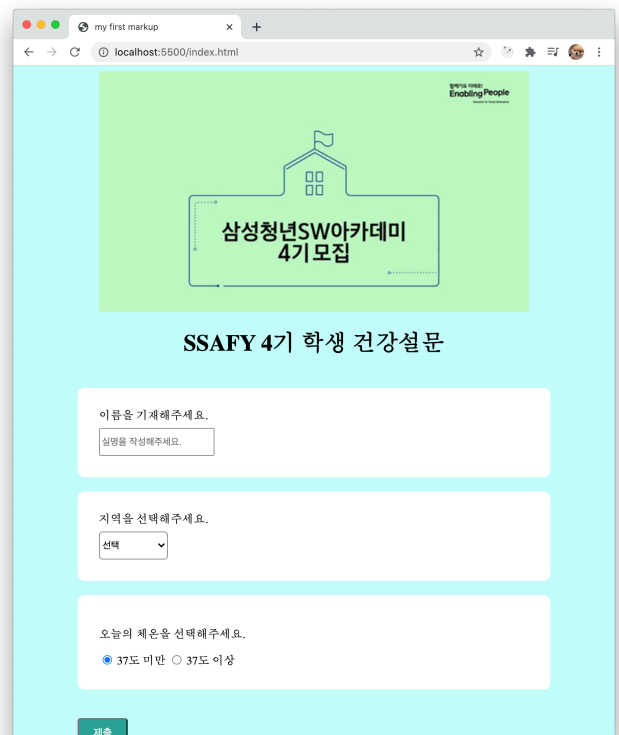 my first markup
localhost:5500/index.html
함께가요 미래로!
Enabling People
삼성청년SW아카데미
4기 모집
SSAFY 4기 학생 건강설문
이름을 기재해주세요.
실명을 작성해주세요.
지역을 선택해주세요.
선택
오늘의 체온을 선택해주세요.
37도 미만 37도 이상
제출